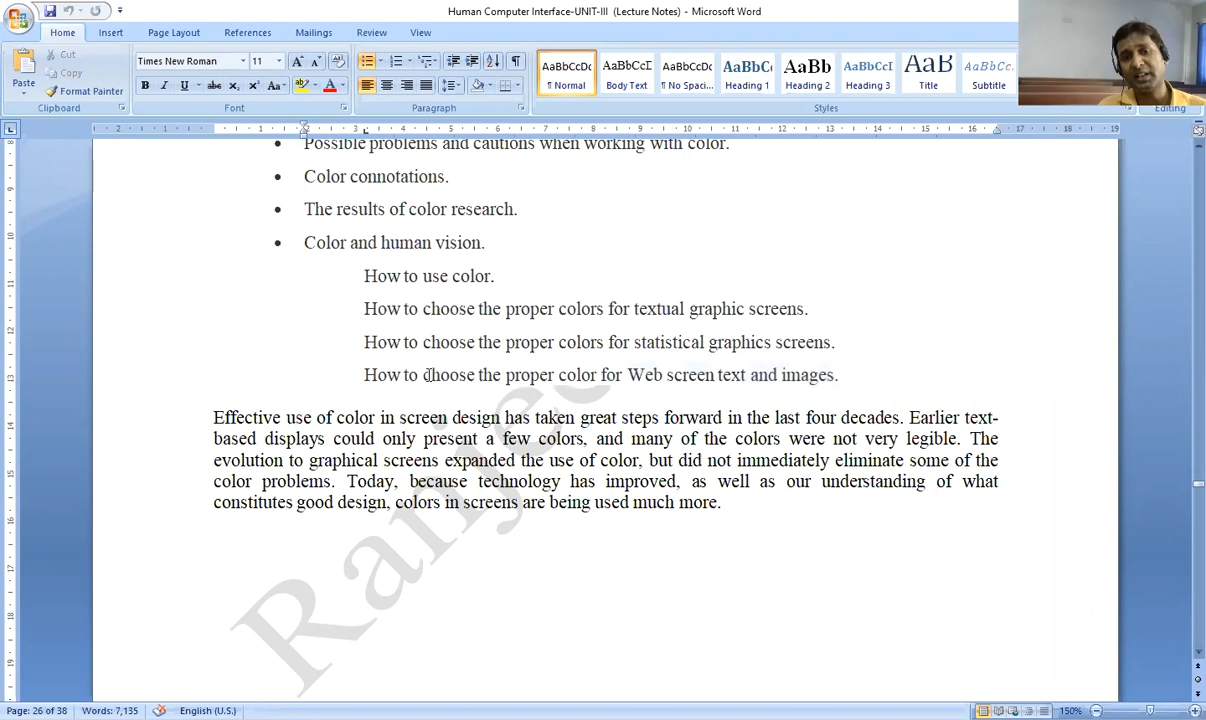 Human Computer Interface-UNIT-III (Lecture Notes) - Microsoft Word
Home Insert Page Layout References Mailings Review View
Paste
Cut
Copy
Format Painter
Clipboard
Times New Roman 11
Font
Paragraph
AaBbCcDc AaBbCcI AaBbCcDc AaBbC AaBb AaBbCc AaB AaBbCcL
¶ Normal Body Text ¶ No Spaci... Heading 1 Heading 2 Heading 3 Title Subtitle
Styles
Editing
Possible problems and cautions when working with color.
• Color connotations.
• The results of color research.
• Color and human vision.
How to use color.
How to choose the proper colors for textual graphic screens.
How to choose the proper colors for statistical graphics screens.
How to choose the proper color for Web screen text and images.
Effective use of color in screen design has taken great steps forward in the last four decades. Earlier text-
based displays could only present a few colors, and many of the colors were not very legible. The
evolution to graphical screens expanded the use of color, but did not immediately eliminate some of the
color problems. Today, because technology has improved, as well as our understanding of what
constitutes good design, colors in screens are being used much more.
Ranje
Page: 26 of 38 Words: 7,135 English (U.S.) 150%